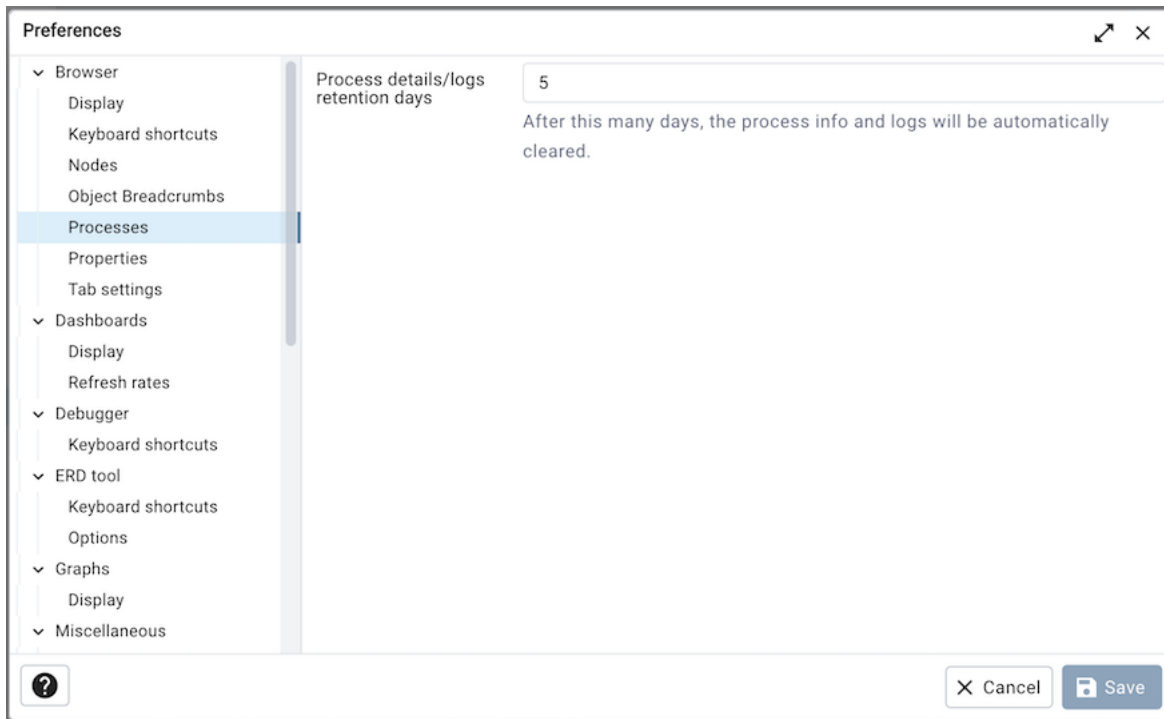 Preferences
Browser
Display
Keyboard shortcuts
Nodes
Object Breadcrumbs
Processes
Properties
Tab settings
Dashboards
Display
Refresh rates
Debugger
Keyboard shortcuts
ERD tool
Keyboard shortcuts
Options
Graphs
Display
Miscellaneous
Process details/logs
retention days
5
After this many days, the process info and logs will be automatically
cleared.
?
Cancel
Save